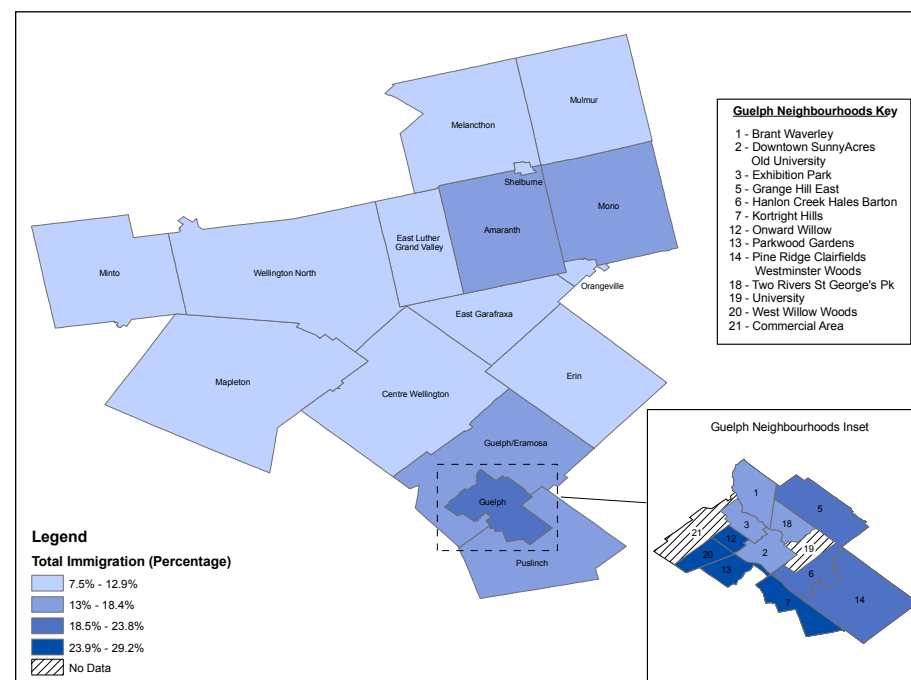 Melancthon
Mulmur
Shelburne
Mono
Amaranth
East Luther
Grand Valley
Minto
Wellington North
Orangeville
East Garafraxa
Mapleton
Centre Wellington
Erin
Guelph/Eramosa
Guelph
Puslinch
Guelph Neighbourhoods Key
1 - Brant Waverley
2 - Downtown SunnyAcres
Old University
3 - Exhibition Park
5 - Grange Hill East
6 - Hanlon Creek Hales Barton
7 - Kortright Hills
12 - Onward Willow
13 - Parkwood Gardens
14 - Pine Ridge Clairfields
Westminster Woods
18 - Two Rivers St George's Pk
19 - University
20 - West Willow Woods
21 - Commercial Area
Guelph Neighbourhoods Inset
1
5
3
18
21
12
2
19
20
13
6
7
14
Legend
Total Immigration (Percentage)
7.5% - 12.9%
13% - 18.4%
18.5% - 23.8%
23.9% - 29.2%
No Data